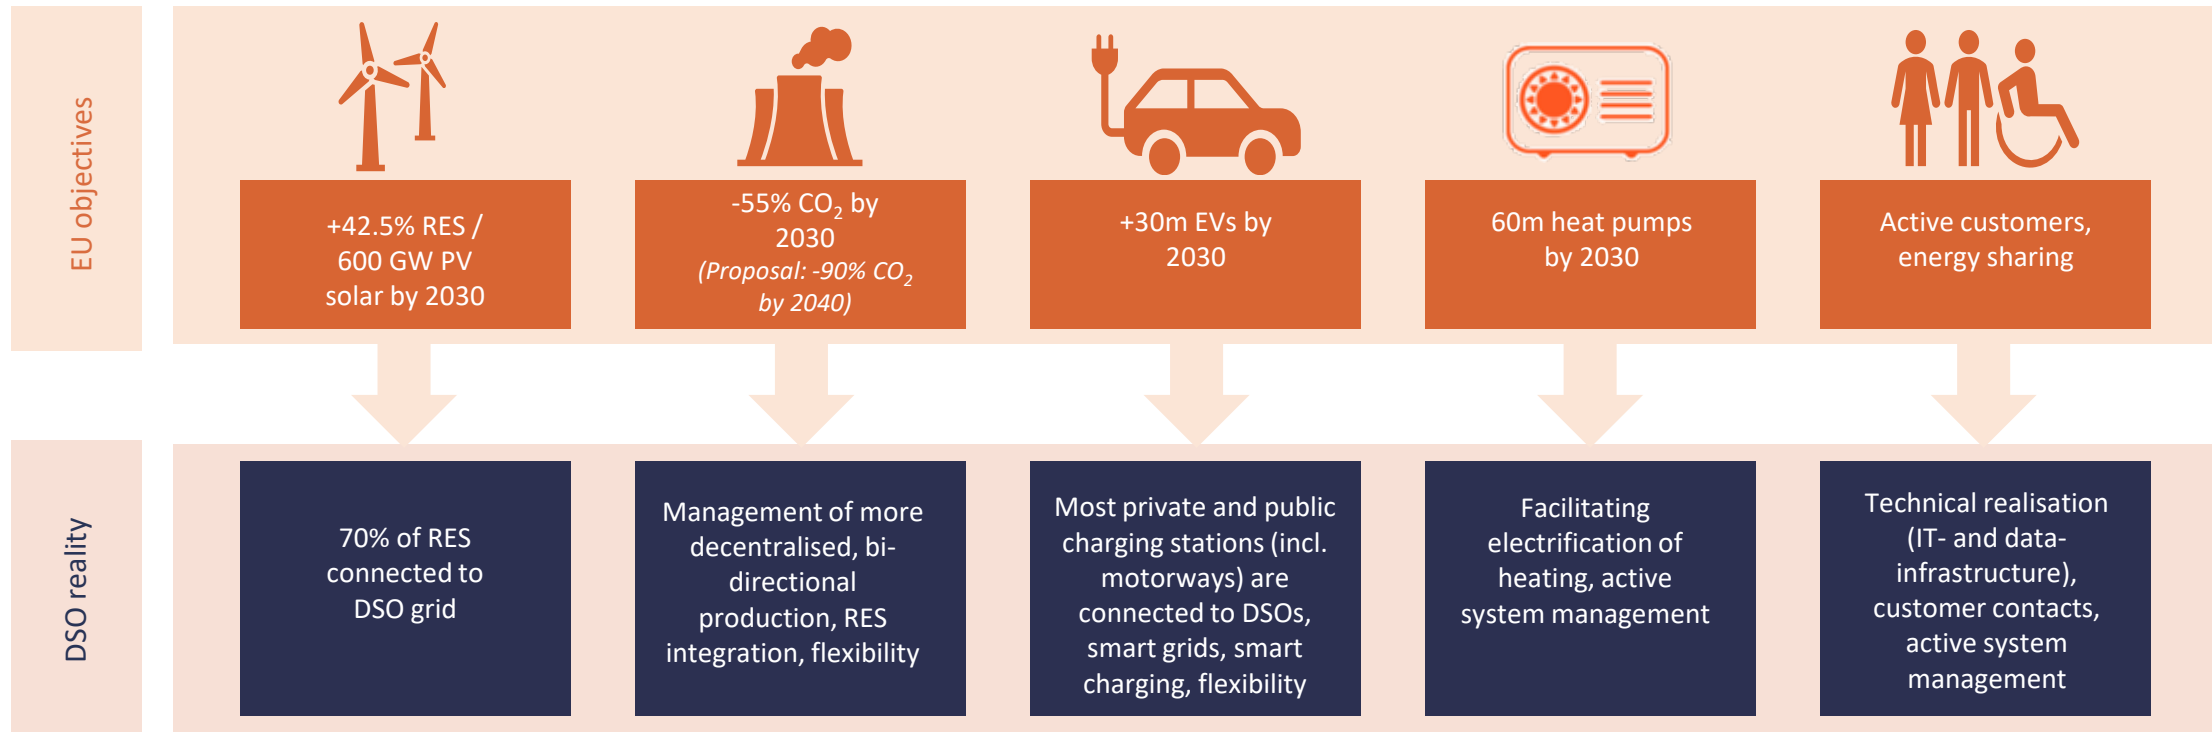 EU objectives
+42.5% RES /
600 GW PV
solar by 2030
-55% CO₂ by
2030
(Proposal: -90% CO₂
by 2040)
+30m EVs by
2030
60m heat pumps
by 2030
Active customers,
energy sharing
DSO reality
70% of RES
connected to
DSO grid
Management of more
decentralised, bi-
directional
production, RES
integration, flexibility
Most private and public
charging stations (incl.
motorways) are
connected to DSOs,
smart grids, smart
charging, flexibility
Facilitating
electrification of
heating, active
system management
Technical realisation
(IT- and data-
infrastructure),
customer contacts,
active system
management